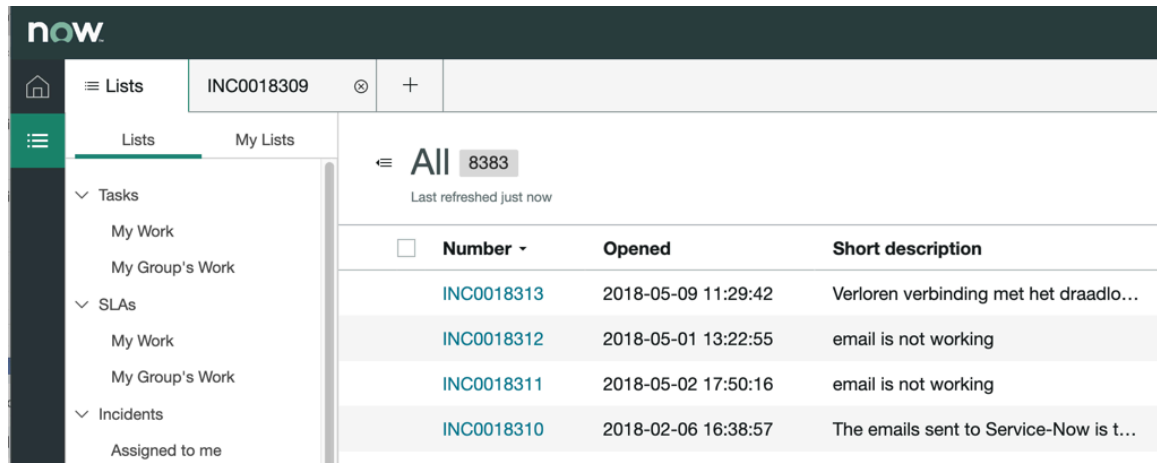 now
Lists INC0018309 +
Lists My Lists
All 8383
Last refreshed just now
Tasks
My Work
My Group's Work
SLAs
My Work
My Group's Work
Incidents
Assigned to me
Number Opened Short description
INC0018313 2018-05-09 11:29:42 Verloren verbinding met het draadlo…
INC0018312 2018-05-01 13:22:55 email is not working
INC0018311 2018-05-02 17:50:16 email is not working
INC0018310 2018-02-06 16:38:57 The emails sent to Service-Now is t…